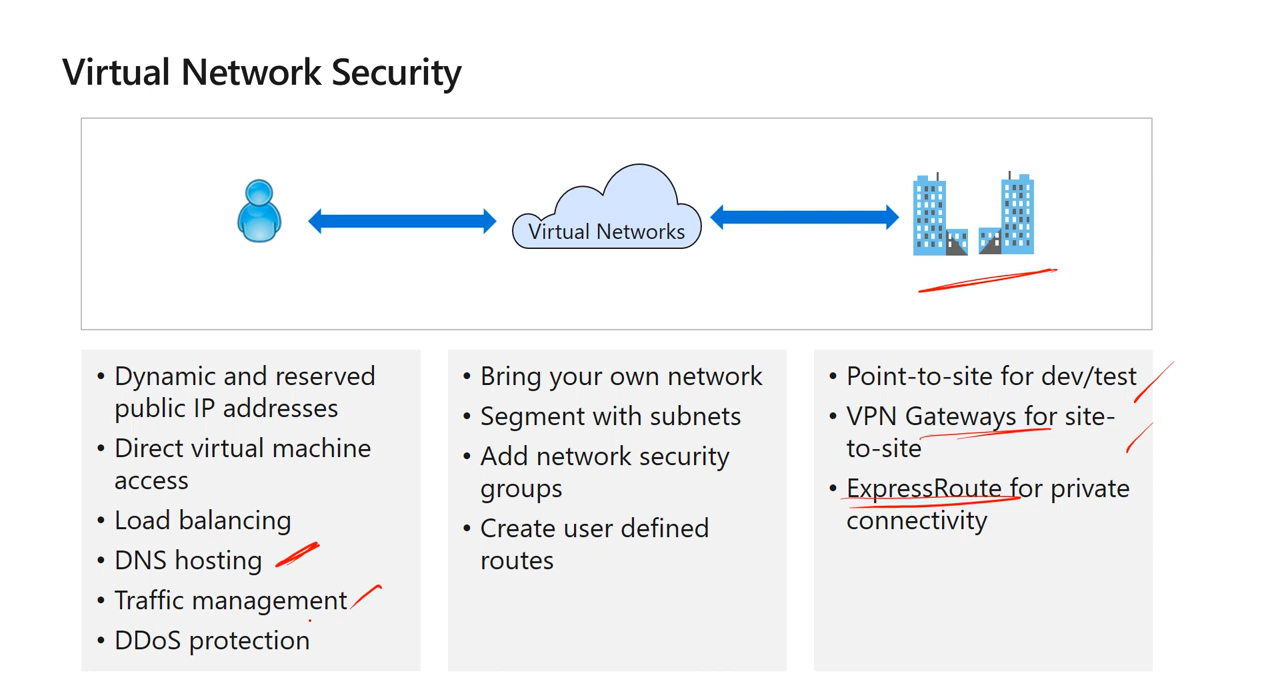 Virtual Network Security
Virtual Networks
• Dynamic and reserved
public IP addresses
• Direct virtual machine
access
• Load balancing
• DNS hosting
• Traffic management
• DDoS protection
• Bring your own network
• Segment with subnets
• Add network security
groups
• Create user defined
routes
• Point-to-site for dev/test
• VPN Gateways for site-
to-site
• ExpressRoute for private
connectivity